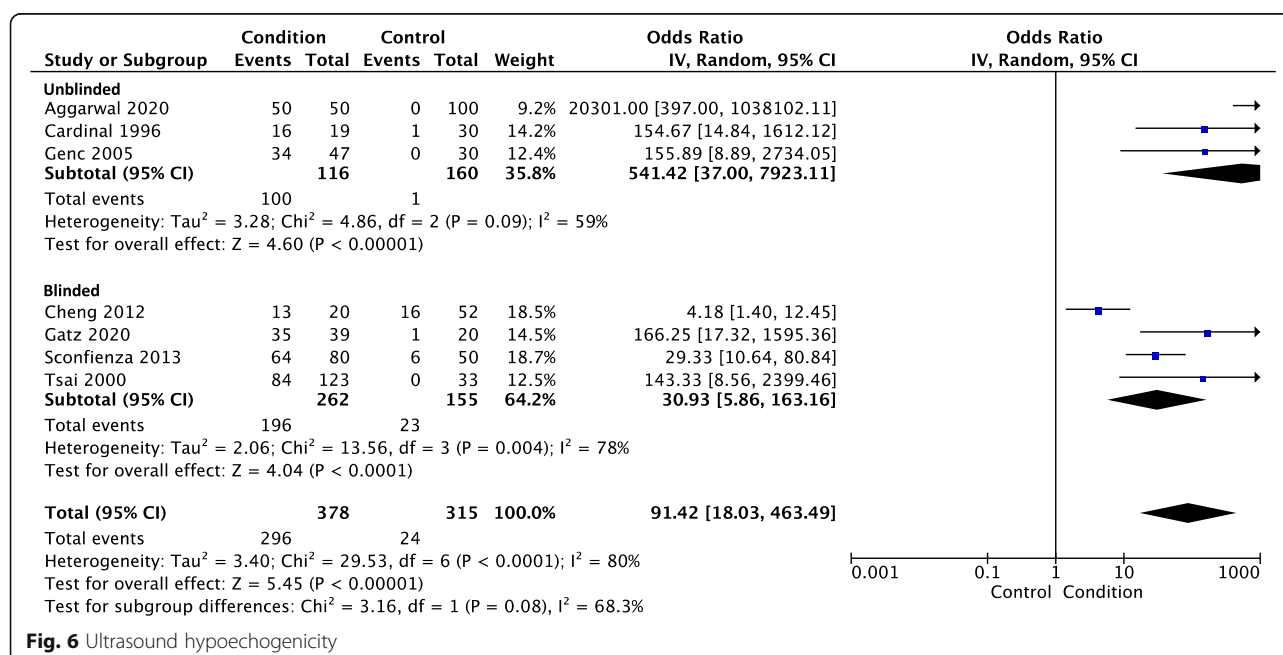 Condition Control Odds Ratio Odds Ratio
Study or Subgroup Events Total Events Total Weight IV, Random, 95% CI IV, Random, 95% CI
Unblinded
Aggarwal 2020 50 50 0 100 9.2% 20301.00 [397.00, 1038102.11]
Cardinal 1996 16 19 1 30 14.2% 154.67 [14.84, 1612.12]
Genc 2005 34 47 0 30 12.4% 155.89 [8.89, 2734.05]
Subtotal (95% CI) 116 160 35.8% 541.42 [37.00, 7923.11]
Total events 100 1
Heterogeneity: Tau² = 3.28; Chi² = 4.86, df = 2 (P = 0.09); I² = 59%
Test for overall effect: Z = 4.60 (P < 0.00001)
Blinded
Cheng 2012 13 20 16 52 18.5% 4.18 [1.40, 12.45]
Gatz 2020 35 39 1 20 14.5% 166.25 [17.32, 1595.36]
Sconfienza 2013 64 80 6 50 18.7% 29.33 [10.64, 80.84]
Tsai 2000 84 123 0 33 12.5% 143.33 [8.56, 2399.46]
Subtotal (95% CI) 262 155 64.2% 30.93 [5.86, 163.16]
Total events 196 23
Heterogeneity: Tau² = 2.06; Chi² = 13.56, df = 3 (P = 0.004); I² = 78%
Test for overall effect: Z = 4.04 (P < 0.0001)
Total (95% CI) 378 315 100.0% 91.42 [18.03, 463.49]
Total events 296 24
Heterogeneity: Tau² = 3.40; Chi² = 29.53, df = 6 (P < 0.0001); I² = 80%
Test for overall effect: Z = 5.45 (P < 0.00001)
Test for subgroup differences: Chi² = 3.16, df = 1 (P = 0.08), I² = 68.3%
0.001 0.1 1 10 1000
Control Condition
Fig. 6 Ultrasound hypoechogenicity